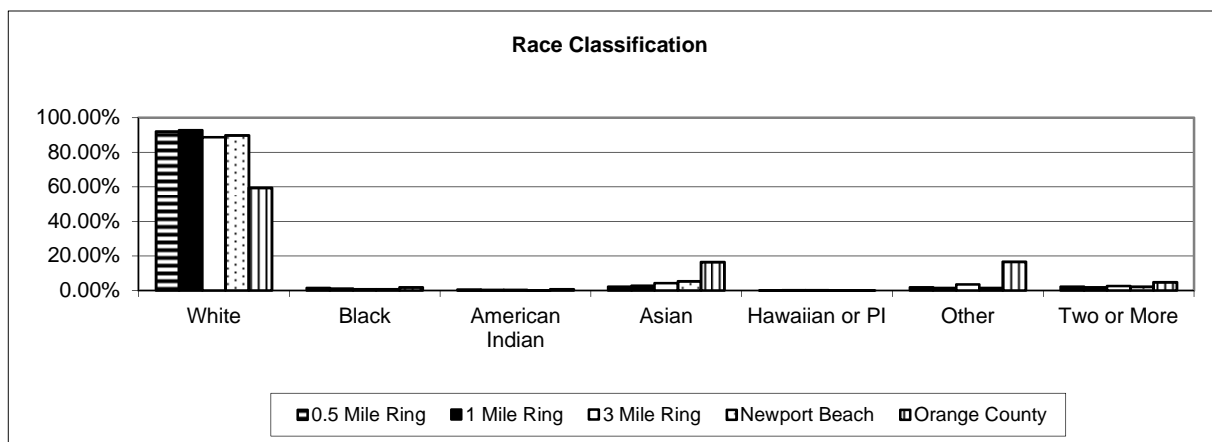 Race Classification
100.00%
80.00%
60.00%
40.00%
20.00%
0.00%
White
Black
American
Indian
Asian
Hawaiian or PI
Other
Two or More
0.5 Mile Ring
1 Mile Ring
3 Mile Ring
Newport Beach
Orange County